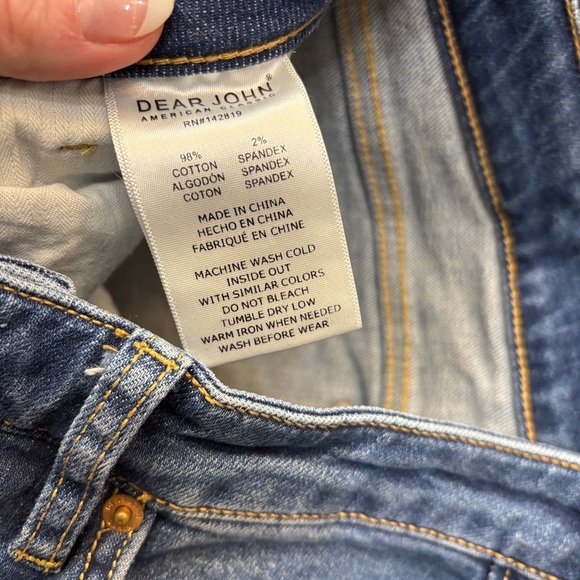 DEAR JOHN®
AMERICAN CLASSIC
RN#142819
98% 2%
COTTON SPANDEX
ALGODÓN SPANDEX
COTON SPANDEX
MADE IN CHINA
HECHO EN CHINA
FABRIQUÉ EN CHINE
MACHINE WASH COLD
INSIDE OUT
WITH SIMILAR COLORS
DO NOT BLEACH
TUMBLE DRY LOW
WARM IRON WHEN NEEDED
WASH BEFORE WEAR